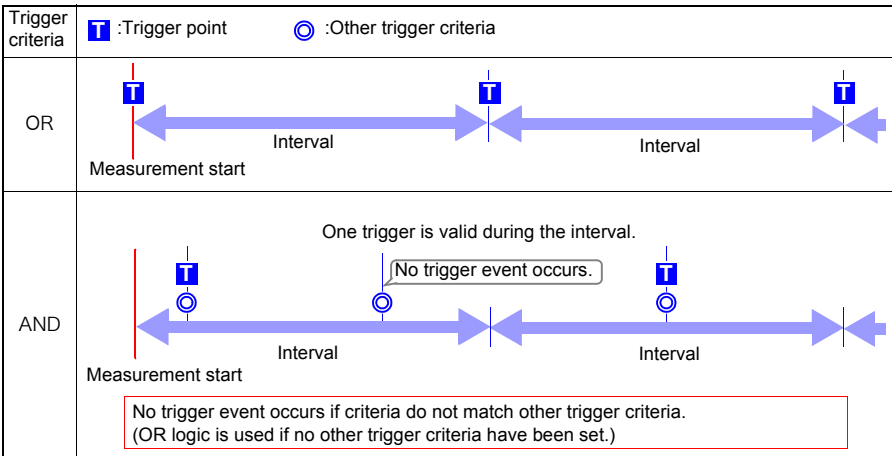 Trigger
criteria
T :Trigger point
:Other trigger criteria
OR
T
T
T
Interval
Interval
Measurement start
AND
One trigger is valid during the interval.
T
No trigger event occurs.
T
Interval
Interval
Measurement start
No trigger event occurs if criteria do not match other trigger criteria.
(OR logic is used if no other trigger criteria have been set.)